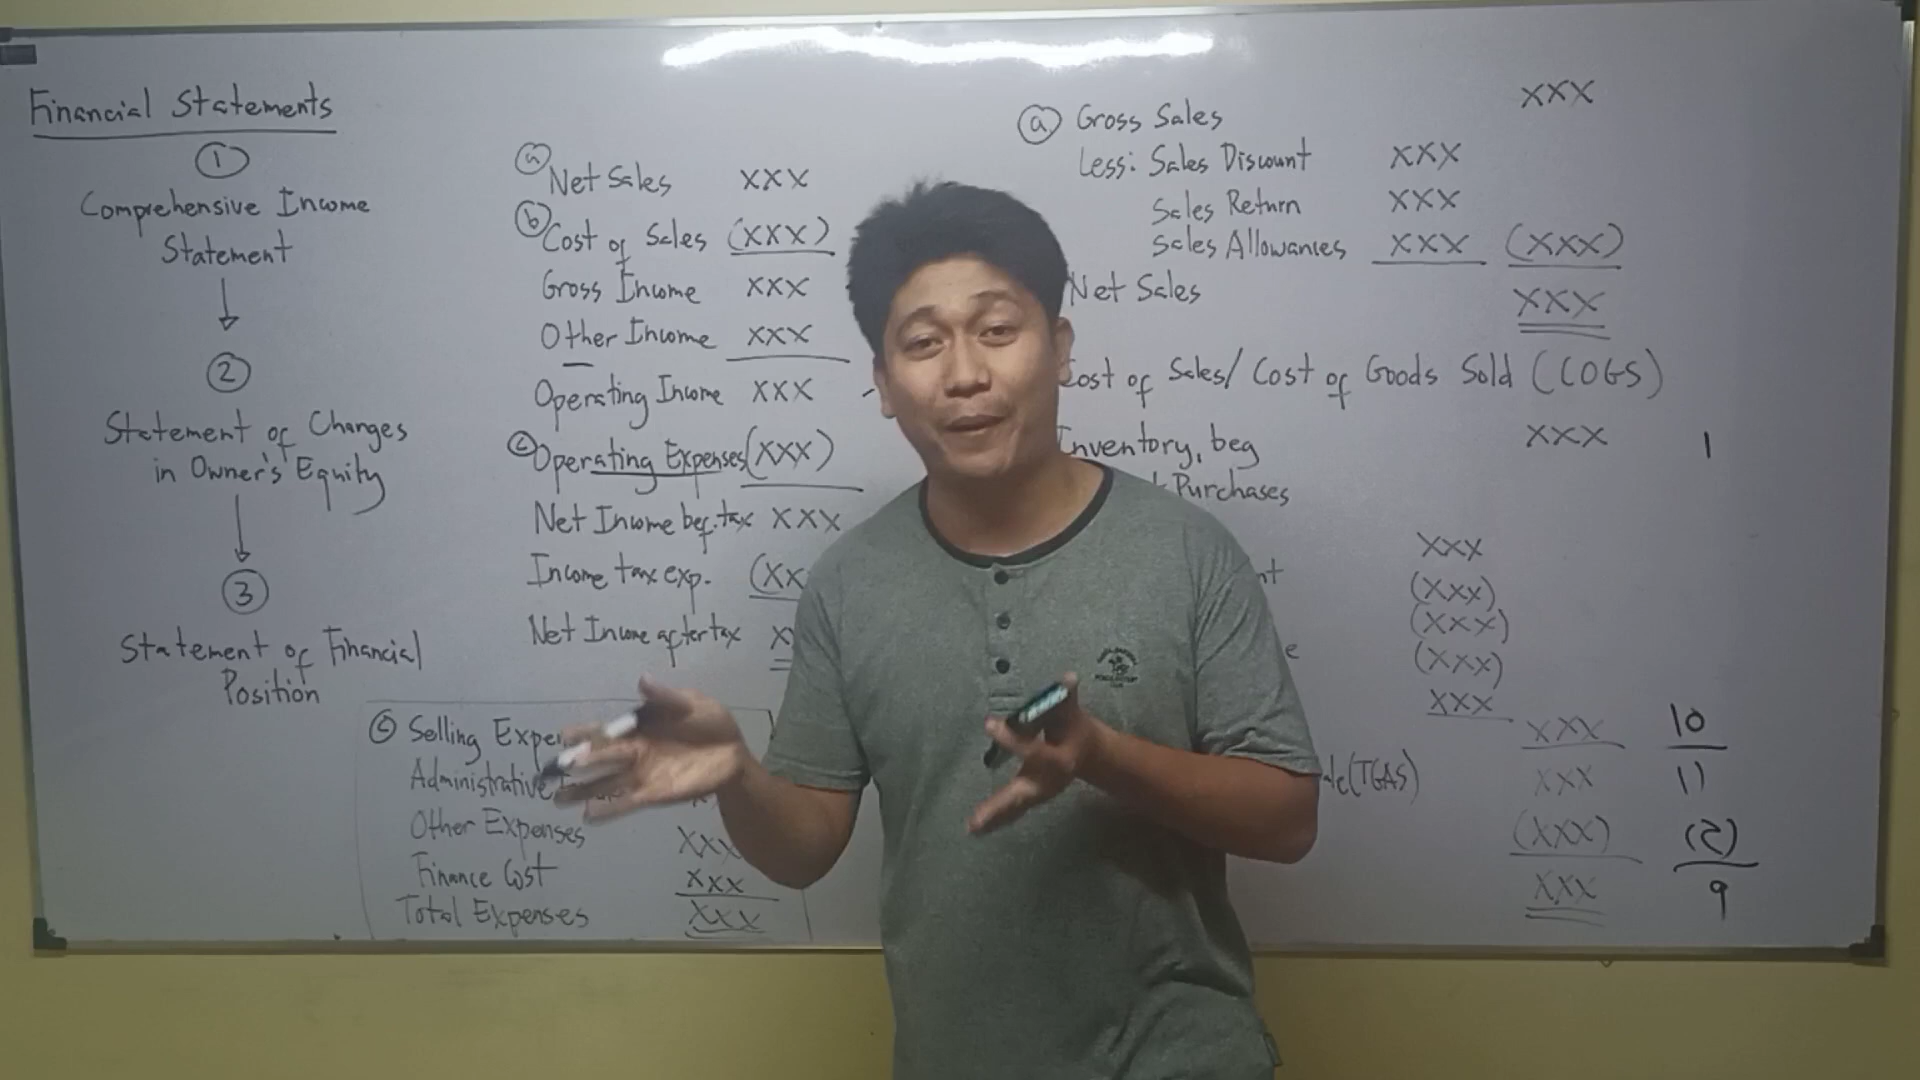 Financial Statements
1
Comprehensive Income
Statement
2
Statement of Changes
in Owner's Equity
3
Statement of Financial
Position
a Net Sales XXX
b Cost of Sales (XXX)
Gross Income XXX
Other Income XXX
Operating Income XXX
c Operating Expenses (XXX)
Net Income bef. tax XXX
Income tax exp.
Net Income after tax
c Selling
Administrative
Other Expenses XXX
Finance Cost XXX
Total Expenses XXX
a Gross Sales XXX
Less: Sales Discount XXX
Sales Return XXX
Sales Allowances XXX (XXX)
Net Sales XXX
Cost of Sales/Cost of Goods Sold (COGS)
Inventory, beg XXX 1
Purchases
XXX
(XXX)
(XXX)
(XXX)
XXX XXX 10
(TGAS) XXX 11
(XXX) (2)
XXX 9